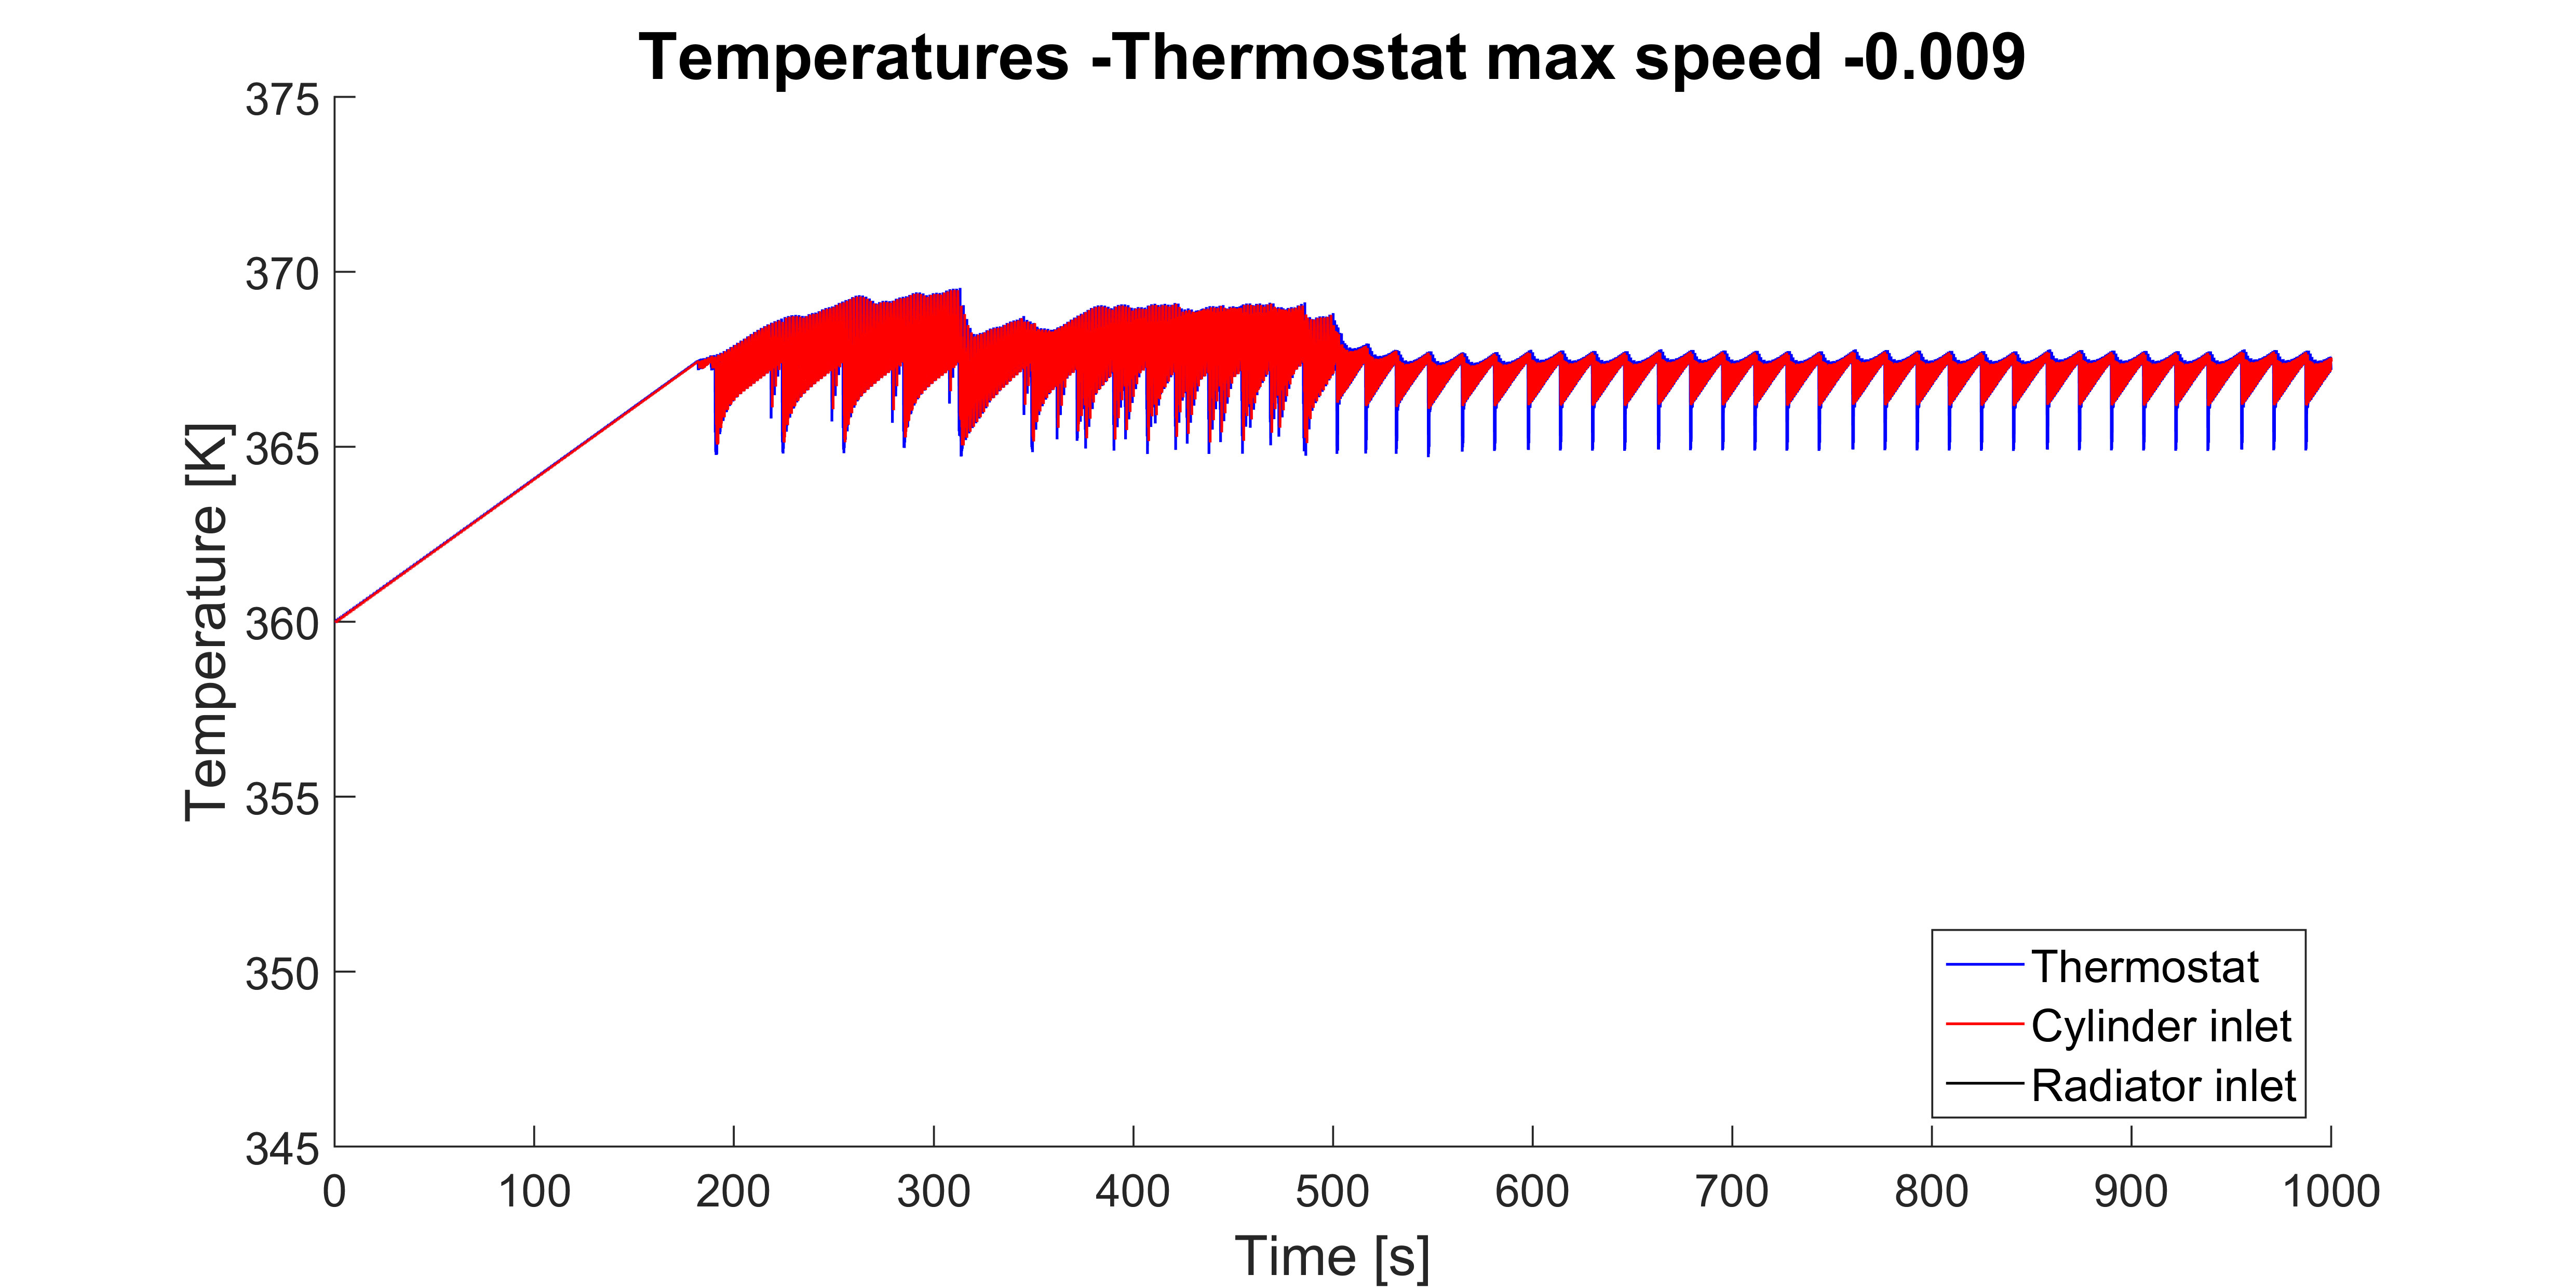 Temperatures -Thermostat max speed -0.009
375
370
365
360
355
350
345
Temperature [K]
0 100 200 300 400 500 600 700 800 900 1000
Time [s]
Thermostat
Cylinder inlet
Radiator inlet